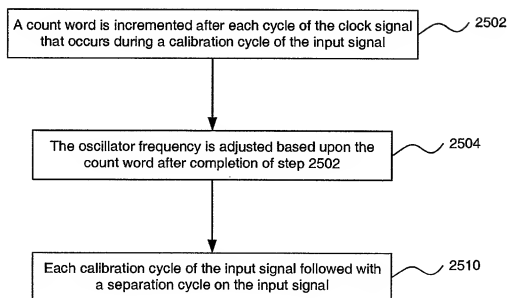 A count word is incremented after each cycle of the clock signal
that occurs during a calibration cycle of the input signal
2502
The oscillator frequency is adjusted based upon the
count word after completion of step 2502
2504
Each calibration cycle of the input signal followed with
a separation cycle on the input signal
2510